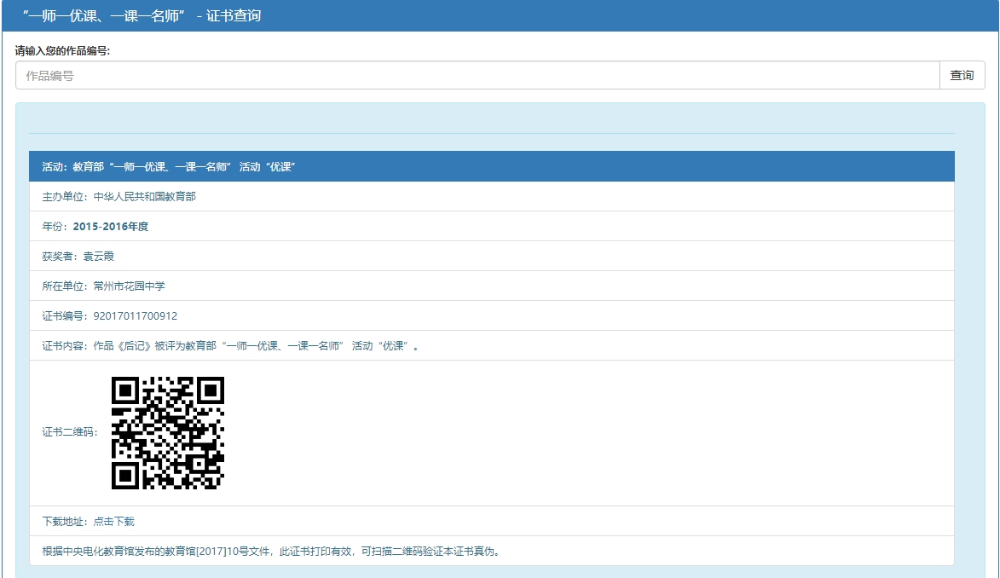 “一师一优课、一课一名师” - 证书查询
请输入您的作品编号:
作品编号
查询
活动：教育部“一师一优课、一课一名师” 活动“优课”
主办单位：中华人民共和国教育部
年份：2015-2016年度
获奖者：袁云霞
所在单位：常州市花园中学
证书编号：92017011700912
证书内容：作品《后记》被评为教育部“一师一优课、一课一名师” 活动“优课”。
证书二维码：
下载地址：点击下载
根据中央电化教育馆发布的教育馆[2017]10号文件，此证书打印有效，可扫描二维码验证本证书真伪。